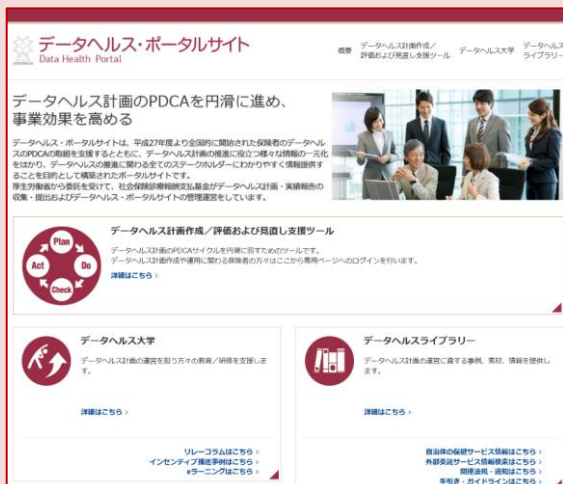 データヘルス・ポータルサイト
Data Health Portal
概要
データヘルス計画作成／
評価および見直し支援ツール
データヘルス大学
データヘルス
ライブラリー
データヘルス計画のPDCAを円滑に進め、
事業効果を高める
データヘルス・ポータルサイトは、平成27年度より全国的に開始された保険者のデータヘル
スのPDCAの取組を支援するとともに、データヘルス計画の推進に役立つ様々な情報の一元化
をはかり、データヘルスの推進に関わる全てのステークホルダーにわかりやすく情報提供す
ることを目的として構築されたポータルサイトです。
厚生労働省から委託を受けて、社会保険診療報酬支払基金がデータヘルス計画・実績報告の
収集・提出およびデータヘルス・ポータルサイトの管理運営をしています。
Plan
Do
Check
Act
データヘルス計画作成／評価および見直し支援ツール
データヘルス計画のPDCAサイクルを円滑に回すためのツールです。
データヘルス計画作成や運用に関わる保険者の方々はここから専用ページへのログインを行います。
詳細はこちら ›
データヘルス大学
データヘルス計画の運営を担う方々の教育／研修を支援しま
す。
詳細はこちら ›
リレーコラムはこちら ›
インセンティブ推進事例はこちら ›
eラーニングはこちら ›
データヘルスライブラリー
データヘルス計画の運営に資する事例、素材、情報を提供し
ます。
詳細はこちら ›
自治体の保健サービス情報はこちら ›
外部委託サービス情報検索はこちら ›
関連法規・通知はこちら ›
手引き・ガイドラインはこちら ›